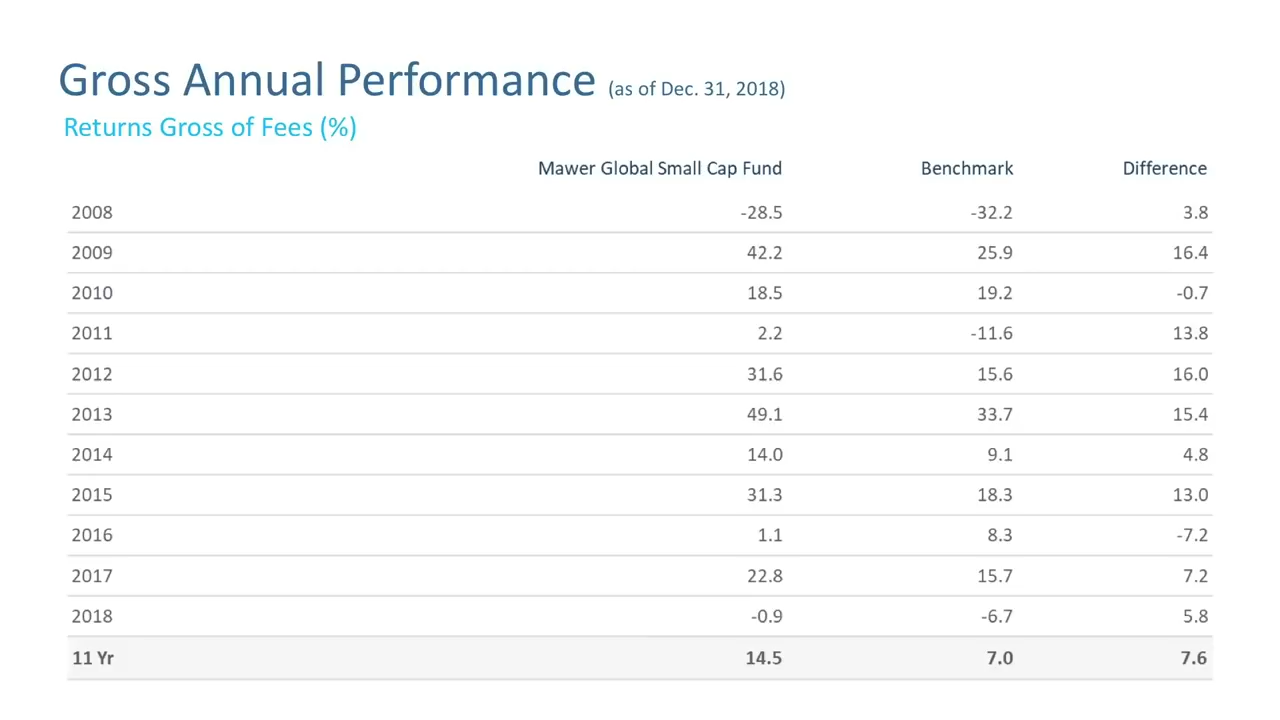 Gross Annual Performance (as of Dec. 31, 2018)
Returns Gross of Fees (%)
Mawer Global Small Cap Fund Benchmark Difference
2008 -28.5 -32.2 3.8
2009 42.2 25.9 16.4
2010 18.5 19.2 -0.7
2011 2.2 -11.6 13.8
2012 31.6 15.6 16.0
2013 49.1 33.7 15.4
2014 14.0 9.1 4.8
2015 31.3 18.3 13.0
2016 1.1 8.3 -7.2
2017 22.8 15.7 7.2
2018 -0.9 -6.7 5.8
11 Yr 14.5 7.0 7.6